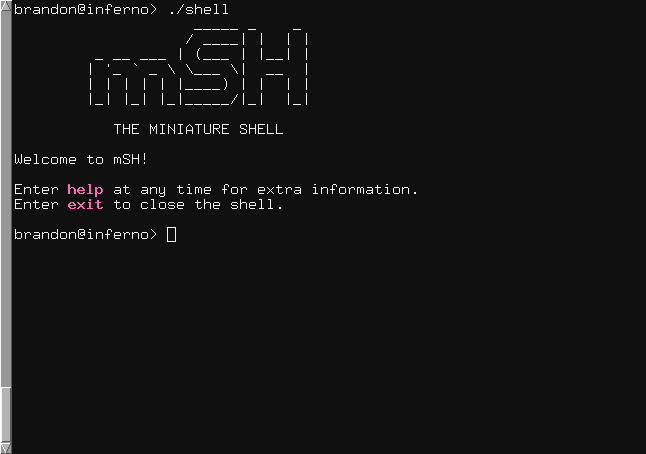 brandon@inferno> ./shell
mSH
THE MINIATURE SHELL
Welcome to mSH!
Enter help at any time for extra information.
Enter exit to close the shell.
brandon@inferno>